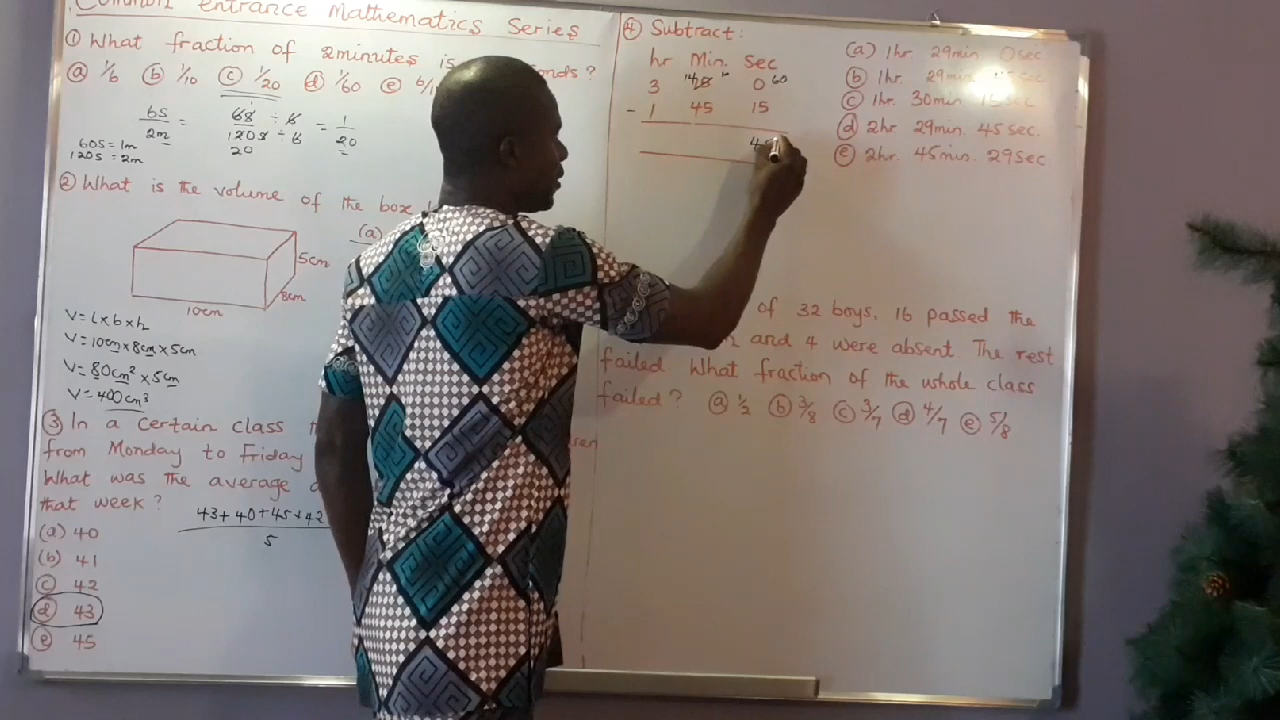 Common Entrance Mathematics Series
① What fraction of 2minutes is
ⓐ 1/6 ⓑ 1/10 ⓒ 1/20 ⓓ 1/60 ⓔ
60s = 1m
120s = 2m
6s
2m =
= 1
20
② What is the volume of the box
(a)
5cm
8cm
10cm
V = L x b x h
V = 10cm x 8cm x 5cm
V = 80cm² x 5cm
V = 400cm³
③ In a certain class
from Monday to Friday
What was the average
that week?
43+40+45+42
5
(a) 40
(b) 41
ⓒ 42
ⓓ 43
ⓔ 45
④ Subtract:
hr Min. Sec
3 0 60
- 1 45 15
(a) 1hr. 29min. 0sec
ⓑ 1hr. 29min
ⓒ 1hr. 30min 15sec
ⓓ 2hr 29min. 45sec.
ⓔ 2hr. 45min. 29sec
of 32 boys, 16 passed the
and 4 were absent. The rest
failed What fraction of the whole class
failed? ⓐ 1/2 ⓑ 3/8 ⓒ 3/7 ⓓ 4/7 ⓔ 5/8